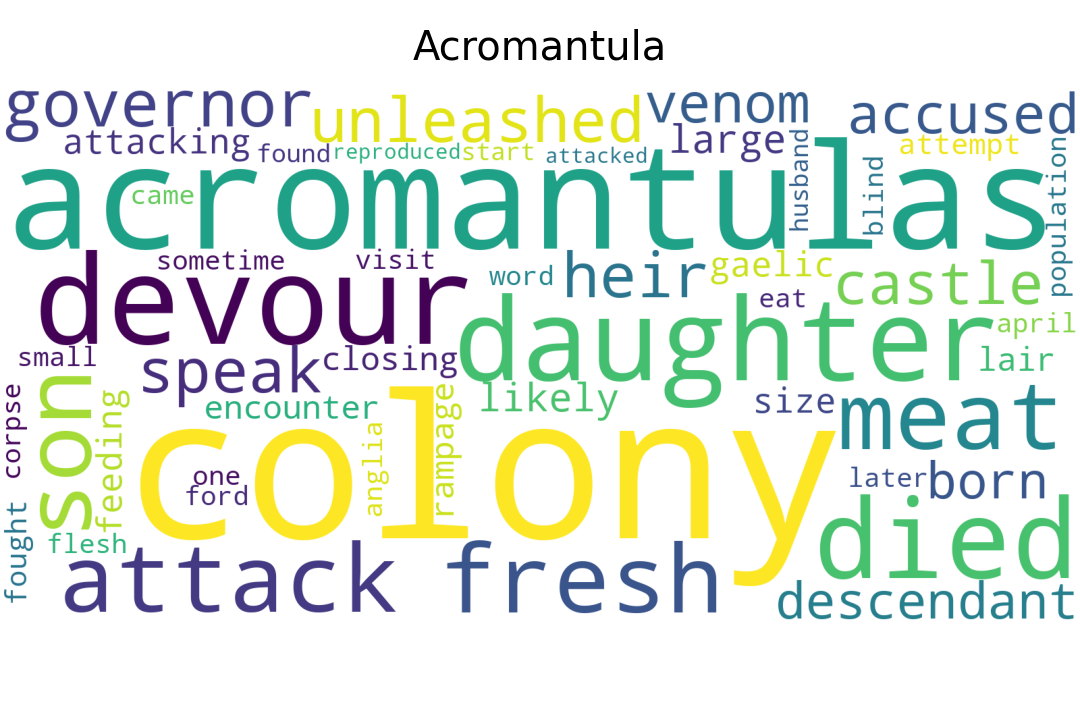 Acromantula
governor
unleashed
venom
accused
attacking
found
reproduced
start
attacked
large
husband
blind
attempt
population
acromantulas
came
sometime
visit
devour
word
heir
gaelic
castle
eat
daughter
april
lair
small
speak
closing
likely
size
meat
son
corpse
feeding
encounter
colony
anglia
rampage
one
ford
later
born
fought
flesh
died
attack
fresh
descendant